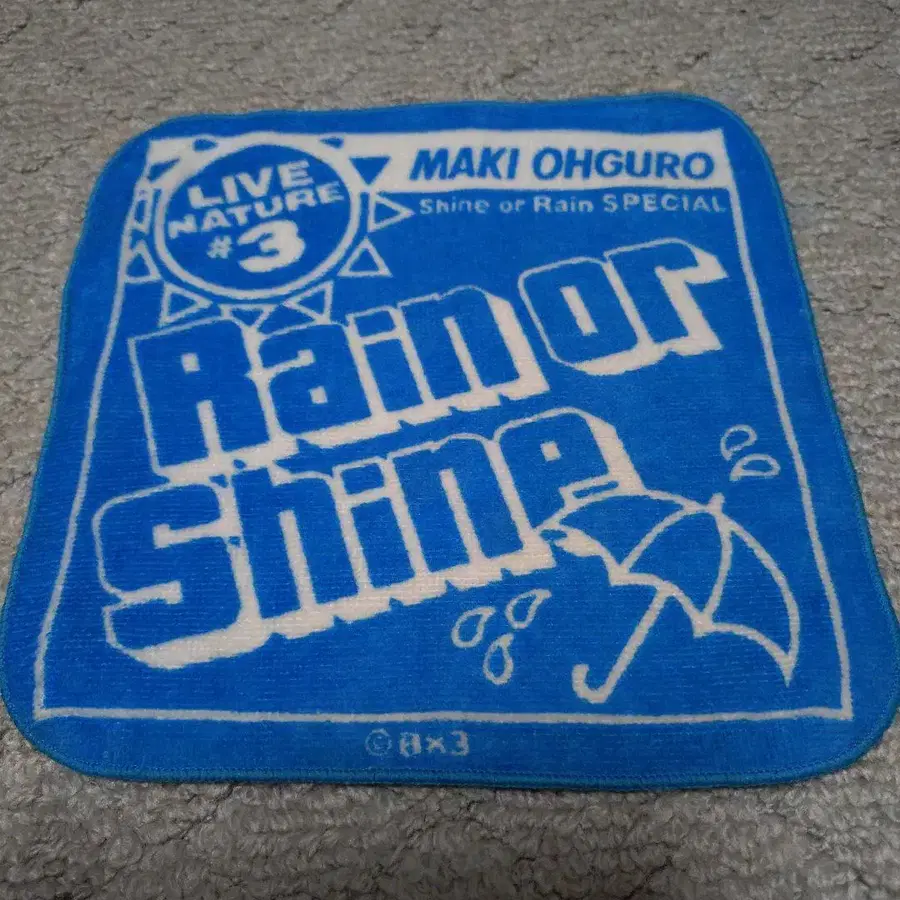 LIVE
NATURE
#3
MAKI OHGURO
Shine or Rain SPECIAL
Rain or
Shine
© B×3